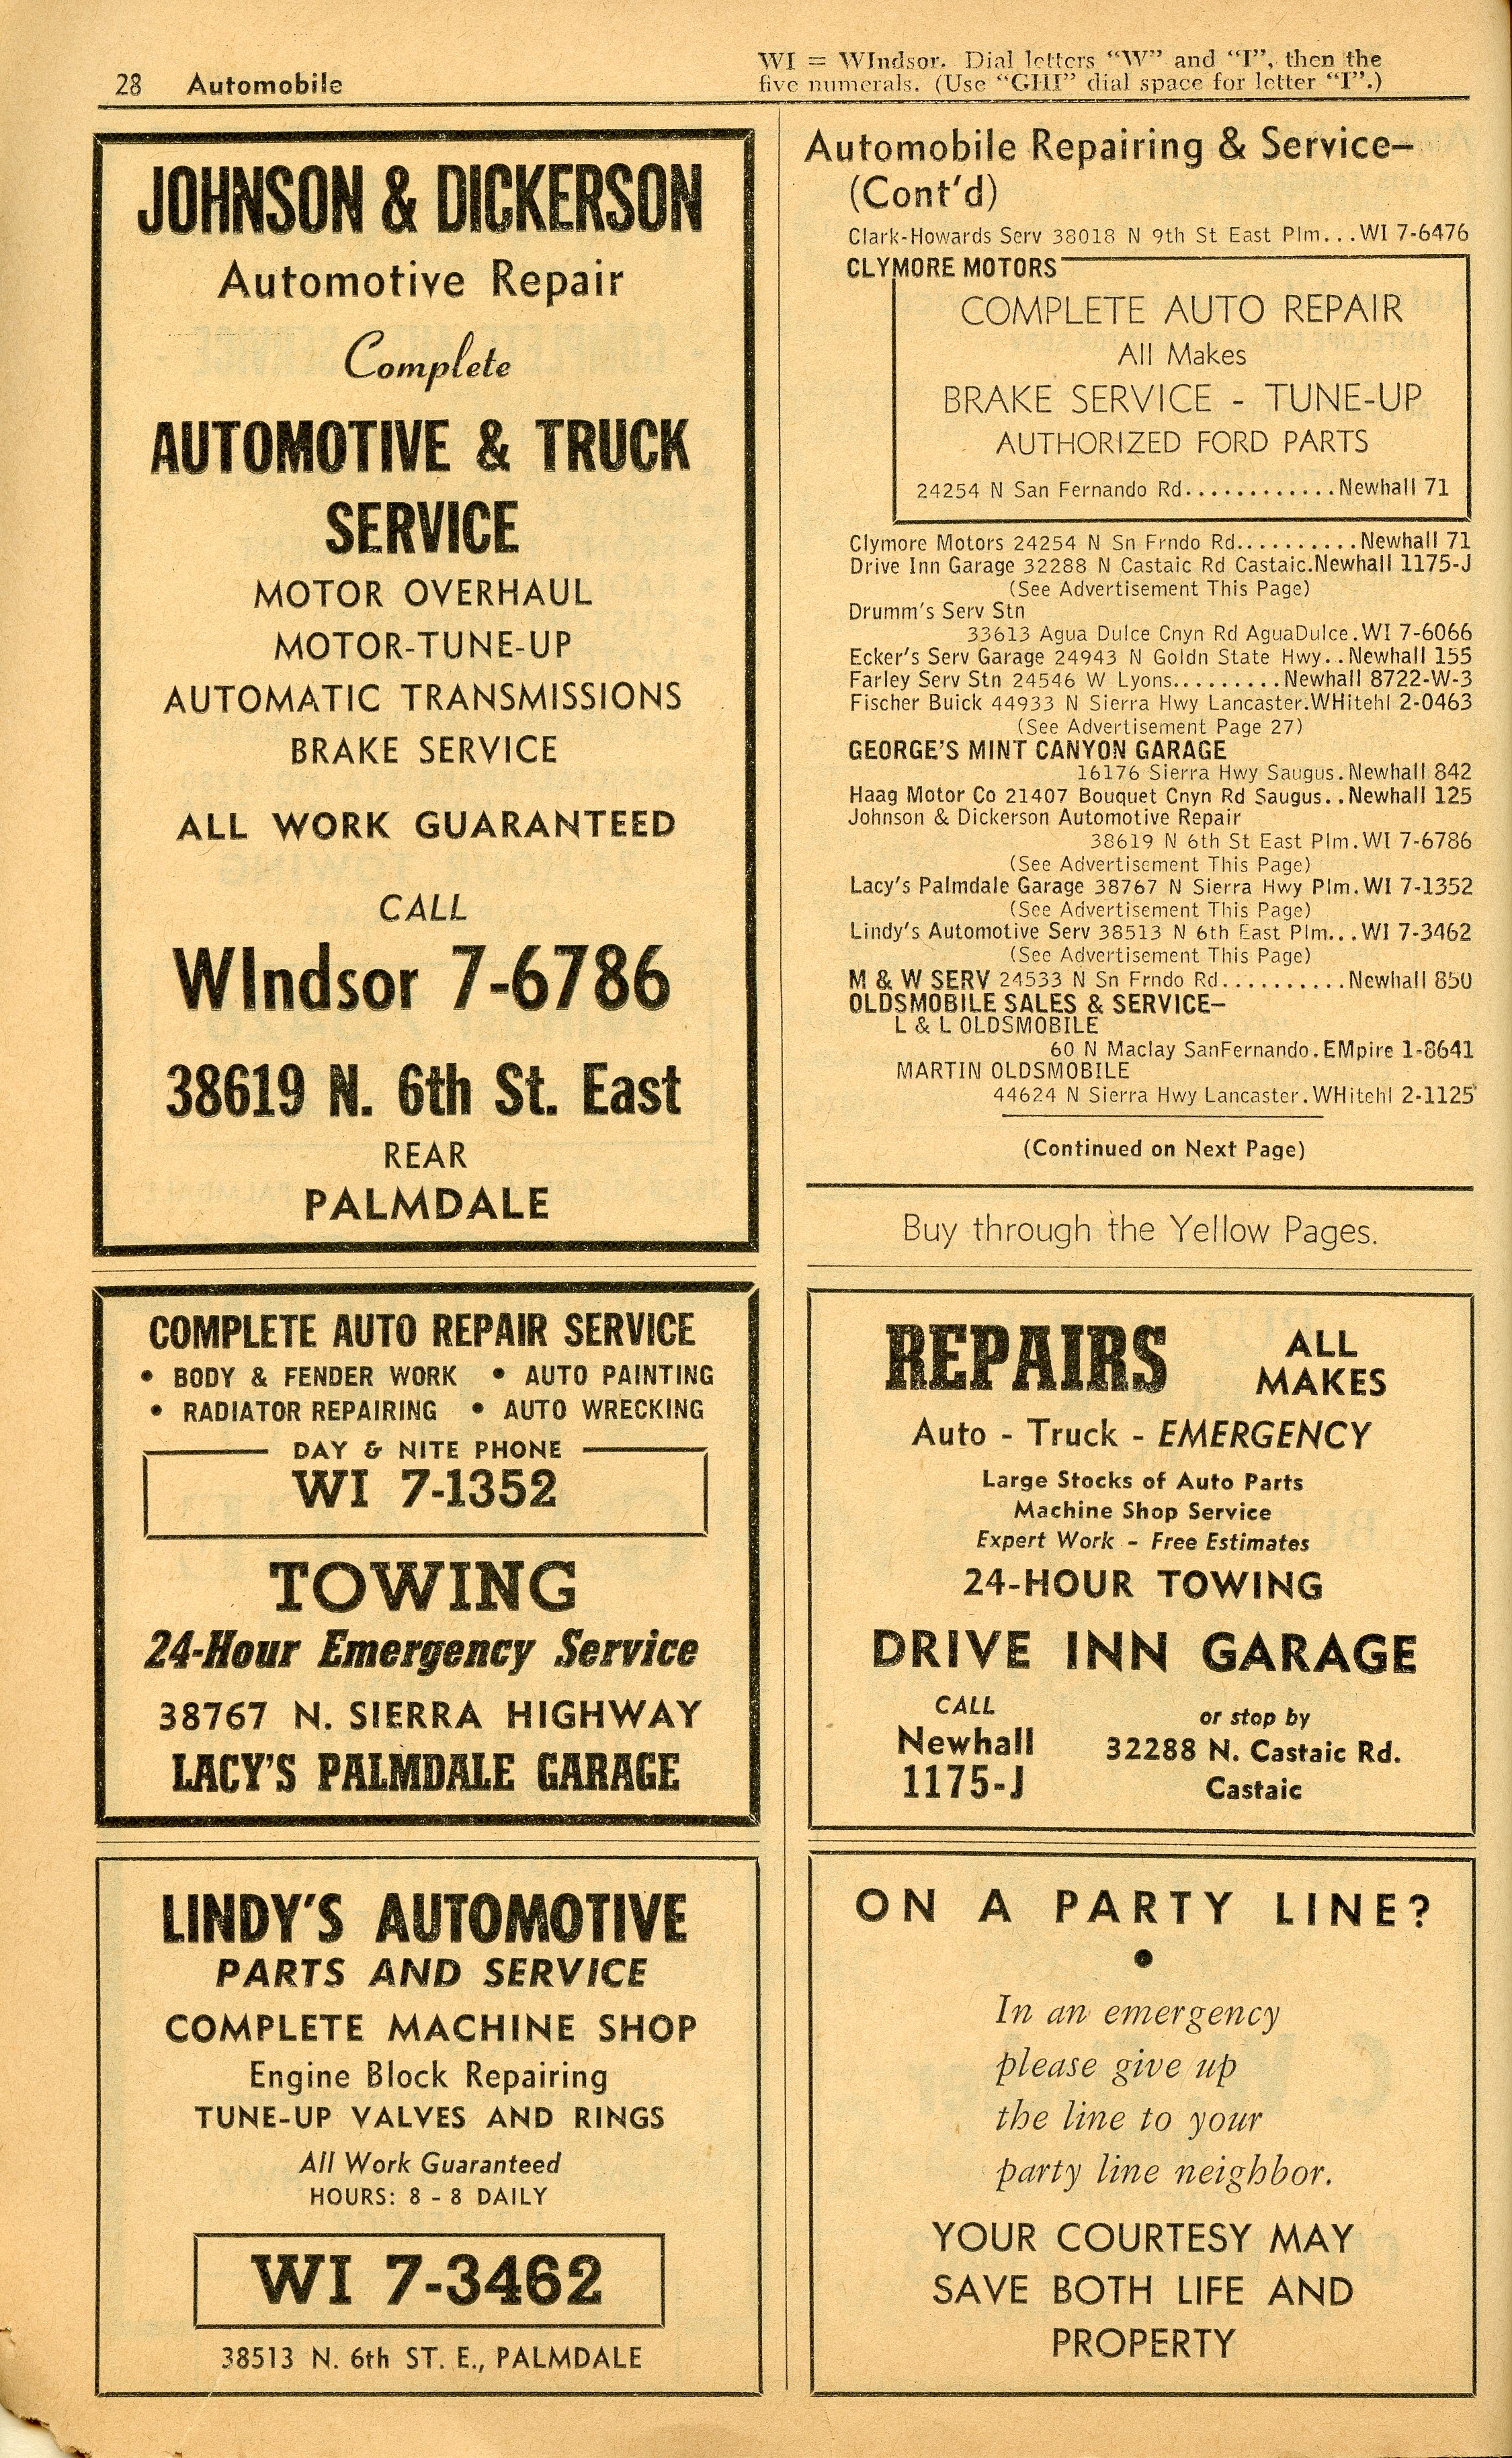 28 Automobile
WI = WIndsor. Dial letters “W” and “I”, then the
five numerals. (Use “GHI” dial space for letter “I”.)
JOHNSON & DICKERSON
Automotive Repair
Complete
AUTOMOTIVE & TRUCK
SERVICE
MOTOR OVERHAUL
MOTOR-TUNE-UP
AUTOMATIC TRANSMISSIONS
BRAKE SERVICE
ALL WORK GUARANTEED
CALL
WIndsor 7-6786
38619 N. 6th St. East
REAR
PALMDALE
COMPLETE AUTO REPAIR SERVICE
• BODY & FENDER WORK • AUTO PAINTING
• RADIATOR REPAIRING • AUTO WRECKING
DAY & NITE PHONE
WI 7-1352
TOWING
24-Hour Emergency Service
38767 N. SIERRA HIGHWAY
LACY'S PALMDALE GARAGE
LINDY'S AUTOMOTIVE
PARTS AND SERVICE
COMPLETE MACHINE SHOP
Engine Block Repairing
TUNE-UP VALVES AND RINGS
All Work Guaranteed
HOURS: 8 - 8 DAILY
WI 7-3462
38513 N. 6th ST. E., PALMDALE
Automobile Repairing & Service—
(Cont'd)
Clark-Howards Serv 38018 N 9th St East Plm...WI 7-6476
CLYMORE MOTORS
COMPLETE AUTO REPAIR
All Makes
BRAKE SERVICE - TUNE-UP
AUTHORIZED FORD PARTS
24254 N San Fernando Rd............Newhall 71
Clymore Motors 24254 N Sn Frndo Rd..........Newhall 71
Drive Inn Garage 32288 N Castaic Rd Castaic.Newhall 1175-J
(See Advertisement This Page)
Drumm's Serv Stn
33613 Agua Dulce Cnyn Rd AguaDulce.WI 7-6066
Ecker's Serv Garage 24943 N Goldn State Hwy..Newhall 155
Farley Serv Stn 24546 W Lyons.........Newhall 8722-W-3
Fischer Buick 44933 N Sierra Hwy Lancaster.WHitehl 2-0463
(See Advertisement Page 27)
GEORGE'S MINT CANYON GARAGE
16176 Sierra Hwy Saugus.Newhall 842
Haag Motor Co 21407 Bouquet Cnyn Rd Saugus..Newhall 125
Johnson & Dickerson Automotive Repair
38619 N 6th St East Plm.WI 7-6786
(See Advertisement This Page)
Lacy's Palmdale Garage 38767 N Sierra Hwy Plm.WI 7-1352
(See Advertisement This Page)
Lindy's Automotive Serv 38513 N 6th East Plm...WI 7-3462
(See Advertisement This Page)
M & W SERV 24533 N Sn Frndo Rd..........Newhall 850
OLDSMOBILE SALES & SERVICE—
L & L OLDSMOBILE
60 N Maclay SanFernando.EMpire 1-8641
MARTIN OLDSMOBILE
44624 N Sierra Hwy Lancaster.WHitehl 2-1125
(Continued on Next Page)
Buy through the Yellow Pages.
REPAIRS ALL
MAKES
Auto - Truck - EMERGENCY
Large Stocks of Auto Parts
Machine Shop Service
Expert Work - Free Estimates
24-HOUR TOWING
DRIVE INN GARAGE
CALL
Newhall
1175-J
or stop by
32288 N. Castaic Rd.
Castaic
ON A PARTY LINE?
•
In an emergency
please give up
the line to your
party line neighbor.
YOUR COURTESY MAY
SAVE BOTH LIFE AND
PROPERTY